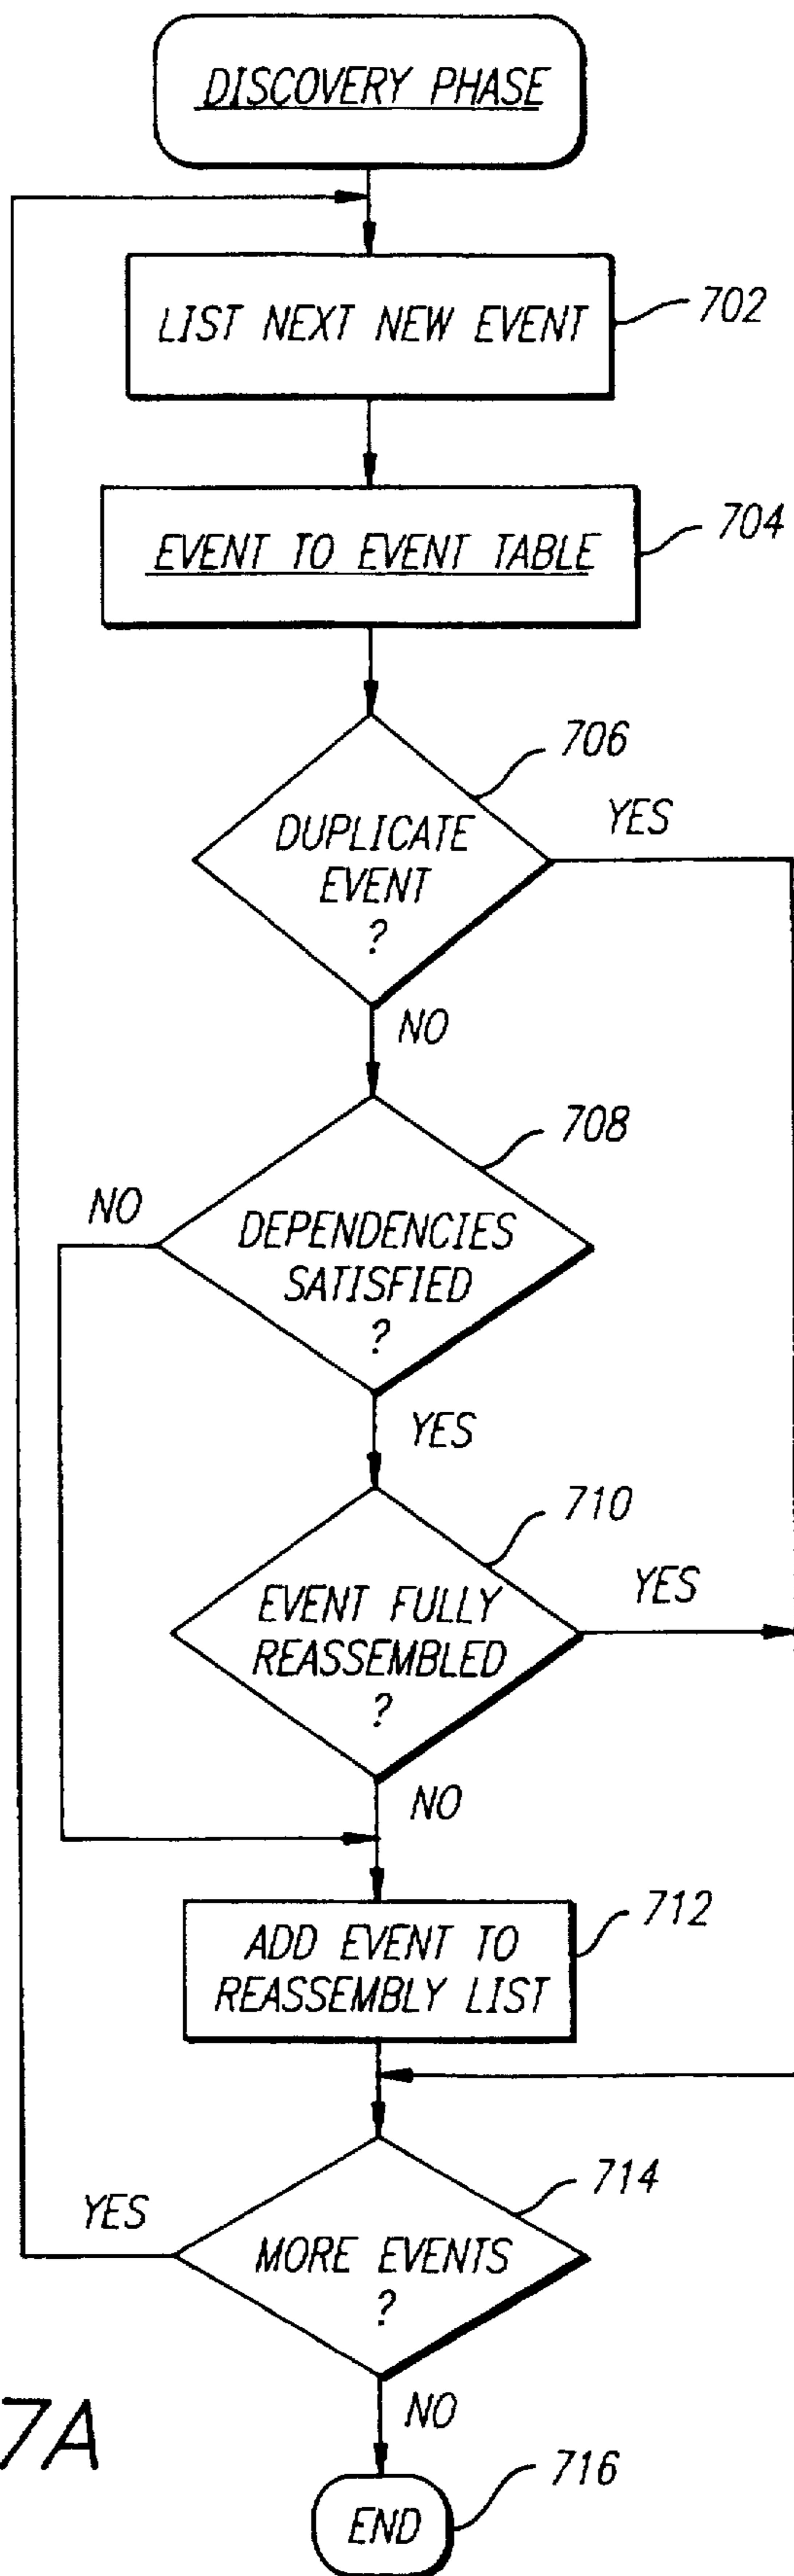 DISCOVERY PHASE
LIST NEXT NEW EVENT
702
EVENT TO EVENT TABLE
704
706
DUPLICATE
EVENT
?
YES
NO
708
NO
DEPENDENCIES
SATISFIED
?
YES
710
EVENT FULLY
REASSEMBLED
?
YES
NO
712
ADD EVENT TO
REASSEMBLY LIST
714
YES
MORE EVENTS
?
NO
7A
716
END